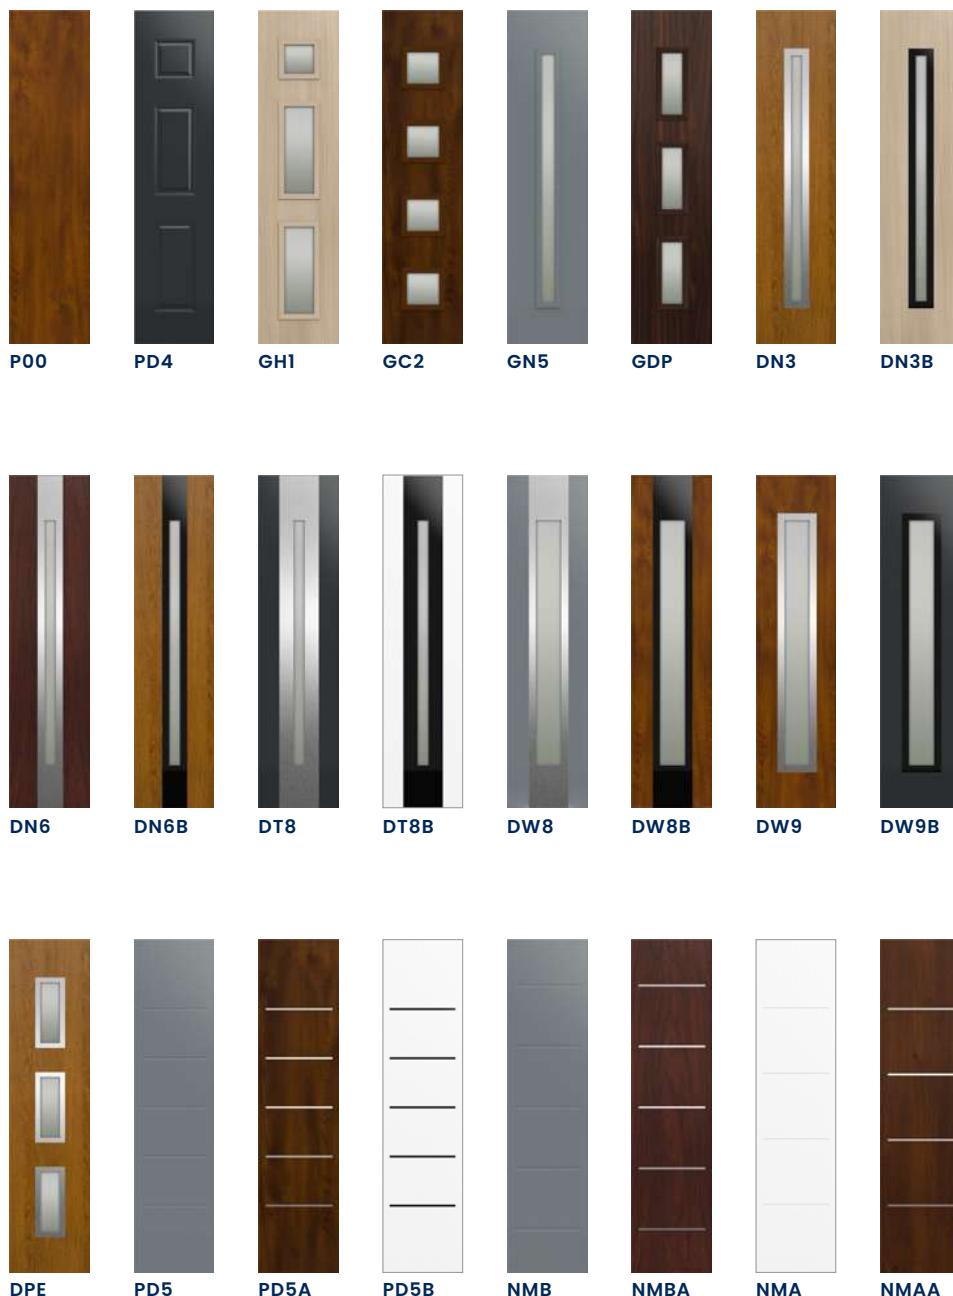 P00 PD4 GH1 GC2 GN5 GDP DN3 DN3B
DN6 DN6B DT8 DT8B DW8 DW8B DW9 DW9B
DPE PD5 PD5A PD5B NMB NMBA NMA NMAA